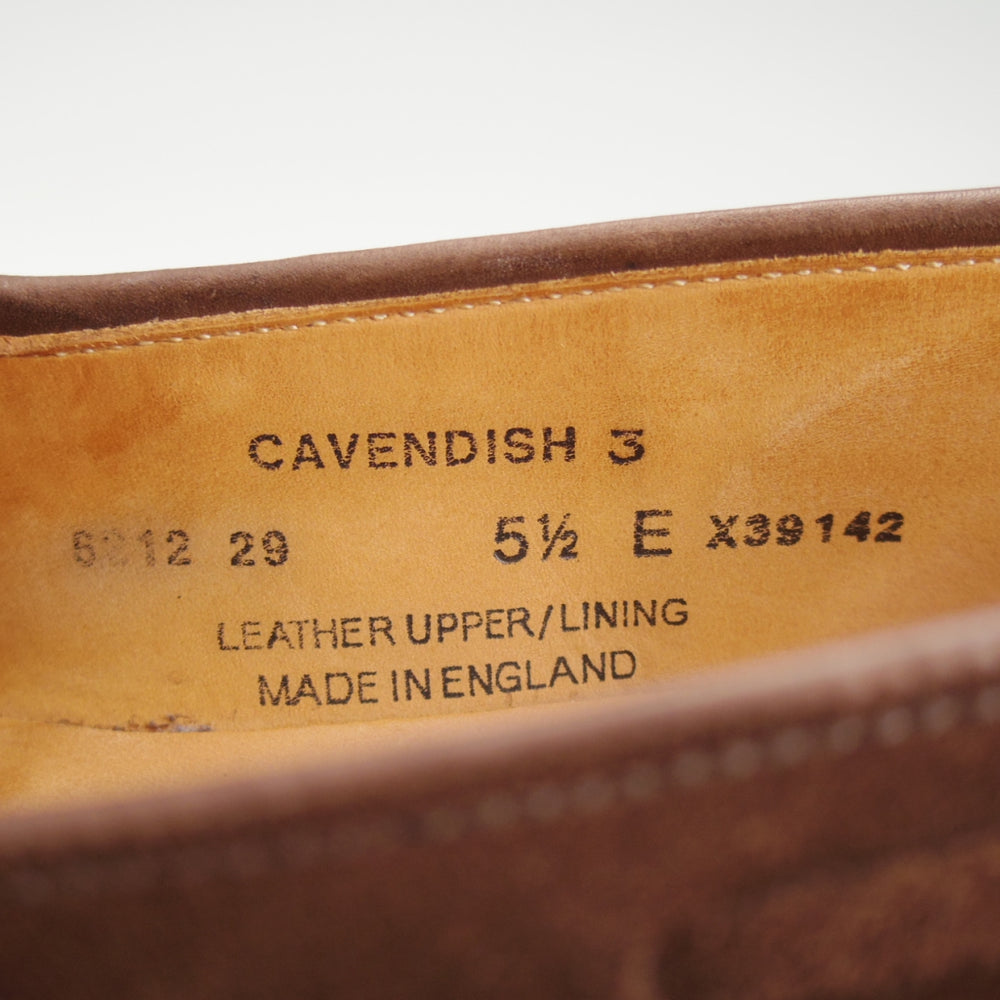 CAVENDISH 3
29 5½ E X39142
LEATHER UPPER/LINING
MADE IN ENGLAND